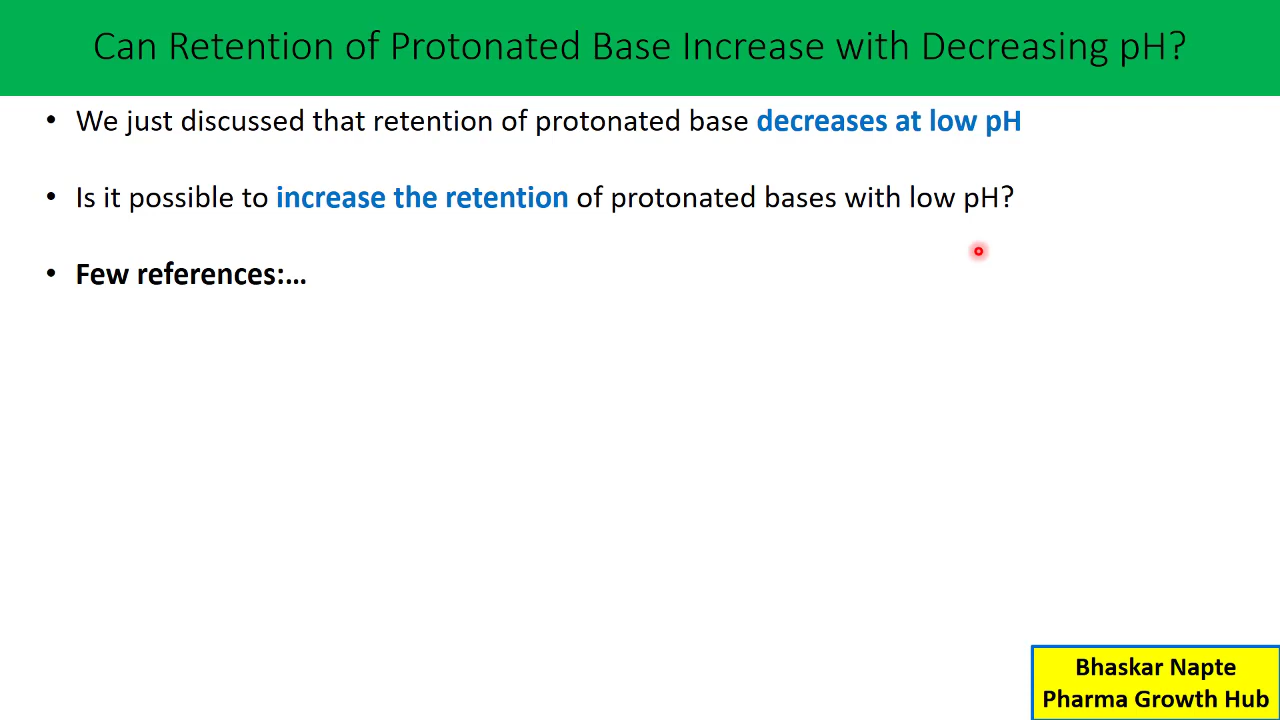 Can Retention of Protonated Base Increase with Decreasing pH?
• We just discussed that retention of protonated base decreases at low pH
• Is it possible to increase the retention of protonated bases with low pH?
• Few references:...
Bhaskar Napte
Pharma Growth Hub